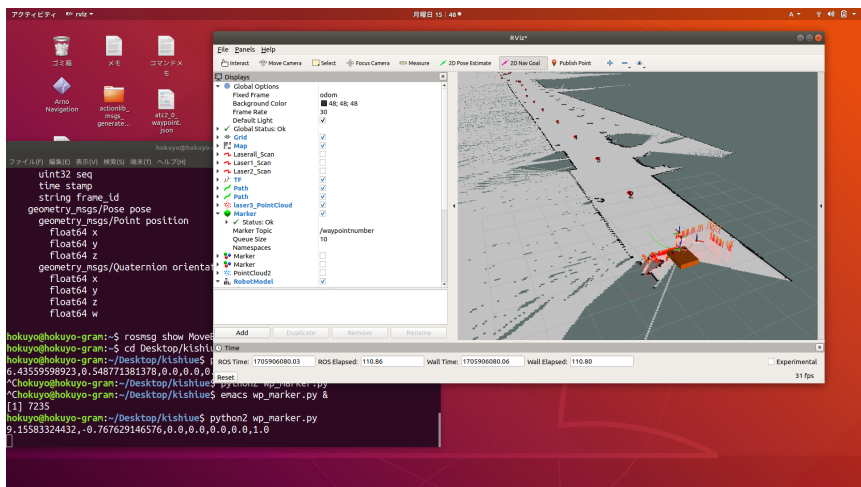 アクティビティ
rviz
月曜日 15 : 48
A
ゴミ箱
メモ
コマンドメモ
Arno Navigation
actionlib_msgs_generate...
atc2_0_waypoint.json
hokuyo@hokuyo-
ファイル(F) 編集(E) 表示(V) 検索(S) 端末(T) ヘルプ(H)
uint32 seq
time stamp
string frame_id
geometry_msgs/Pose pose
geometry_msgs/Point position
float64 x
float64 y
float64 z
geometry_msgs/Quaternion orientat
float64 x
float64 y
float64 z
float64 w
hokuyo@hokuyo-gram:~$ rosmsg show MoveB
hokuyo@hokuyo-gram:~$ cd Desktop/kishiu
hokuyo@hokuyo-gram:~/Desktop/kishiue$ p
6.43559598923,0.548771381378,0.0,0.0,0.
^Chokuyo@hokuyo-gram:~/Desktop/kishiue$ python2 wp_marker.py
^Chokuyo@hokuyo-gram:~/Desktop/kishiue$ emacs wp_marker.py &
[1] 7235
hokuyo@hokuyo-gram:~/Desktop/kishiue$ python2 wp_marker.py
9.15583324432,-0.767629146576,0.0,0.0,0.0,1.0
RViz*
File Panels Help
Interact Move Camera Select Focus Camera Measure 2D Pose Estimate 2D Nav Goal Publish Point
Displays
Global Options
Fixed Frame odom
Background Color 48; 48; 48
Frame Rate 30
Default Light
Global Status: Ok
Grid
Map
Laserall_Scan
Laser1_Scan
Laser2_Scan
TF
Path
Path
laser3_PointCloud
Marker
Status: Ok
Marker Topic /waypointnumber
Queue Size 10
Namespaces
Marker
Marker
PointCloud2
RobotModel
Add Duplicate Remove Rename
Time
ROS Time: 1705906080.03 ROS Elapsed: 110.86 Wall Time: 1705906080.06 Wall Elapsed: 110.80 Experimental
Reset 31 fps
2